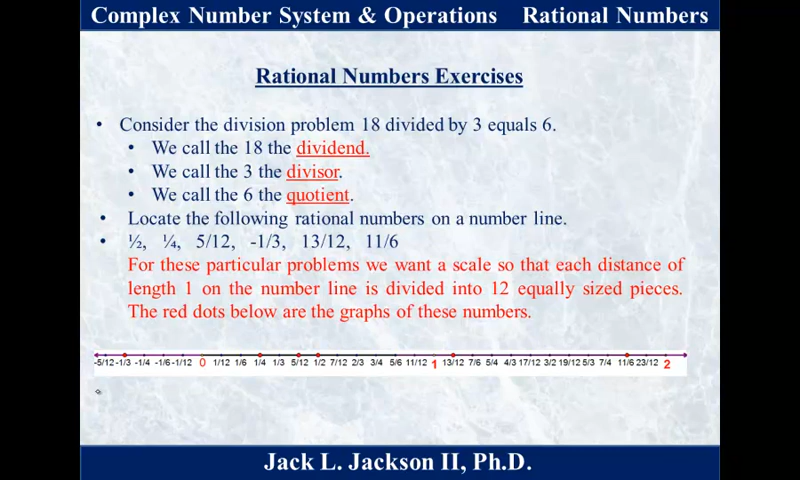 Complex Number System & Operations Rational Numbers
Rational Numbers Exercises
• Consider the division problem 18 divided by 3 equals 6.
• We call the 18 the dividend.
• We call the 3 the divisor.
• We call the 6 the quotient.
• Locate the following rational numbers on a number line.
• ½, ¼, 5/12, -1/3, 13/12, 11/6
For these particular problems we want a scale so that each distance of
length 1 on the number line is divided into 12 equally sized pieces.
The red dots below are the graphs of these numbers.
-5/12 -1/3 -1/4 -1/6 -1/12 0 1/12 1/6 1/4 1/3 5/12 1/2 7/12 2/3 3/4 5/6 11/12 1 13/12 7/6 5/4 4/3 17/12 3/2 19/12 5/3 7/4 11/6 23/12 2
Jack L. Jackson II, Ph.D.